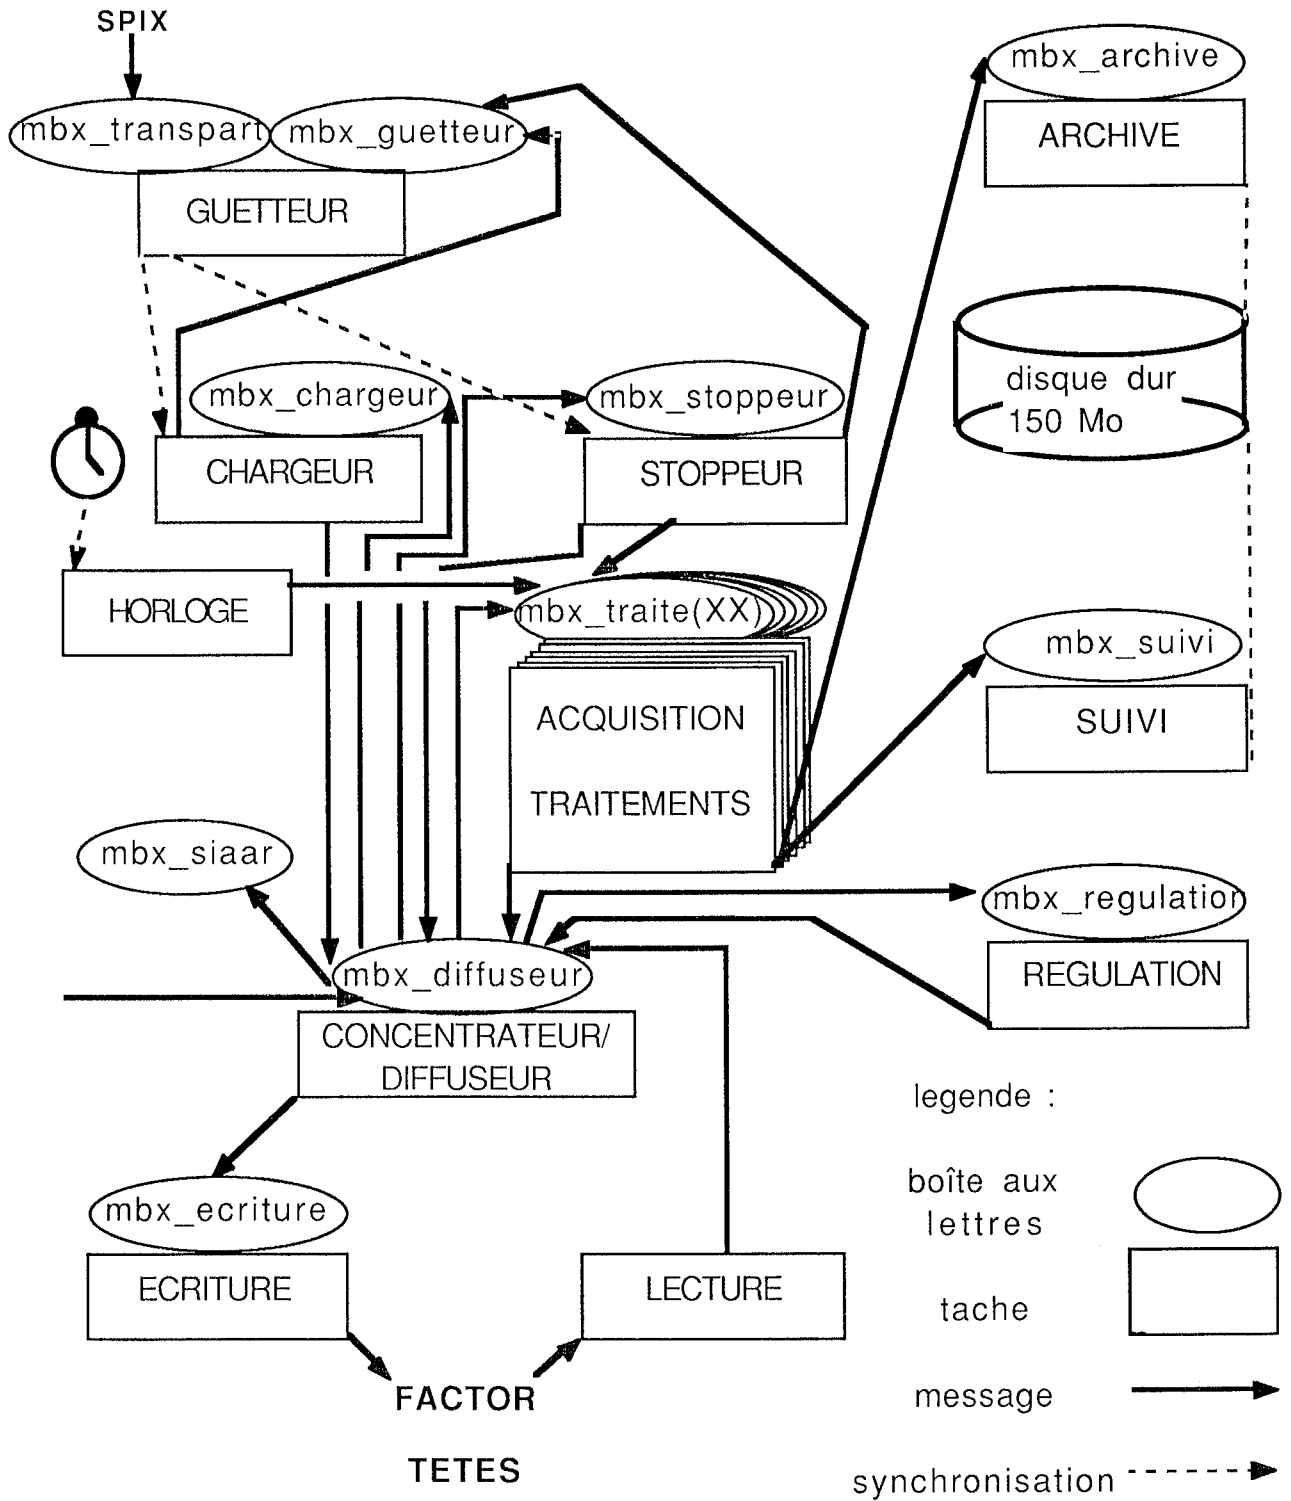 SPIX
mbx_transpart
mbx_guetteur
GUETTEUR
mbx_archive
ARCHIVE
disque dur
150 Mo
mbx_chargeur
CHARGEUR
mbx_stoppeur
STOPPEUR
HORLOGE
mbx_traite(XX)
ACQUISITION
TRAITEMENTS
mbx_suivi
SUIVI
mbx_siaar
mbx_regulation
REGULATION
mbx_diffuseur
CONCENTRATEUR/
DIFFUSEUR
mbx_ecriture
ECRITURE
LECTURE
FACTOR
TETES
legende :
boîte aux
lettres
tache
message
synchronisation